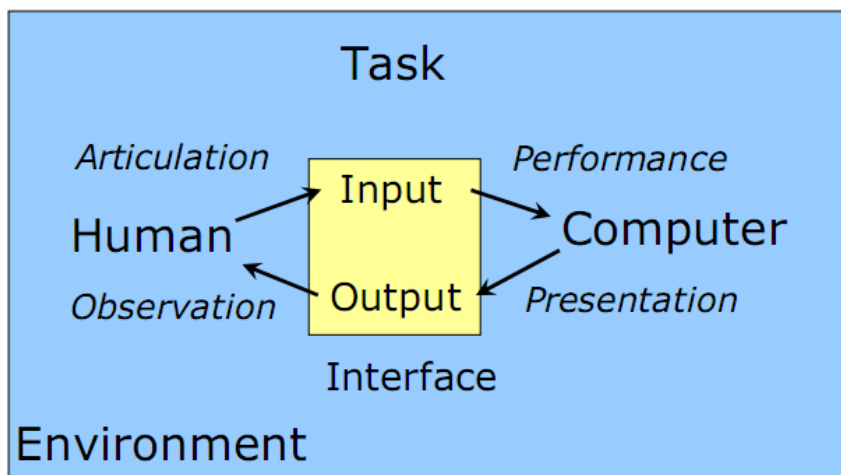 Task
Articulation
Performance
Input
Human
Computer
Observation
Output
Presentation
Interface
Environment